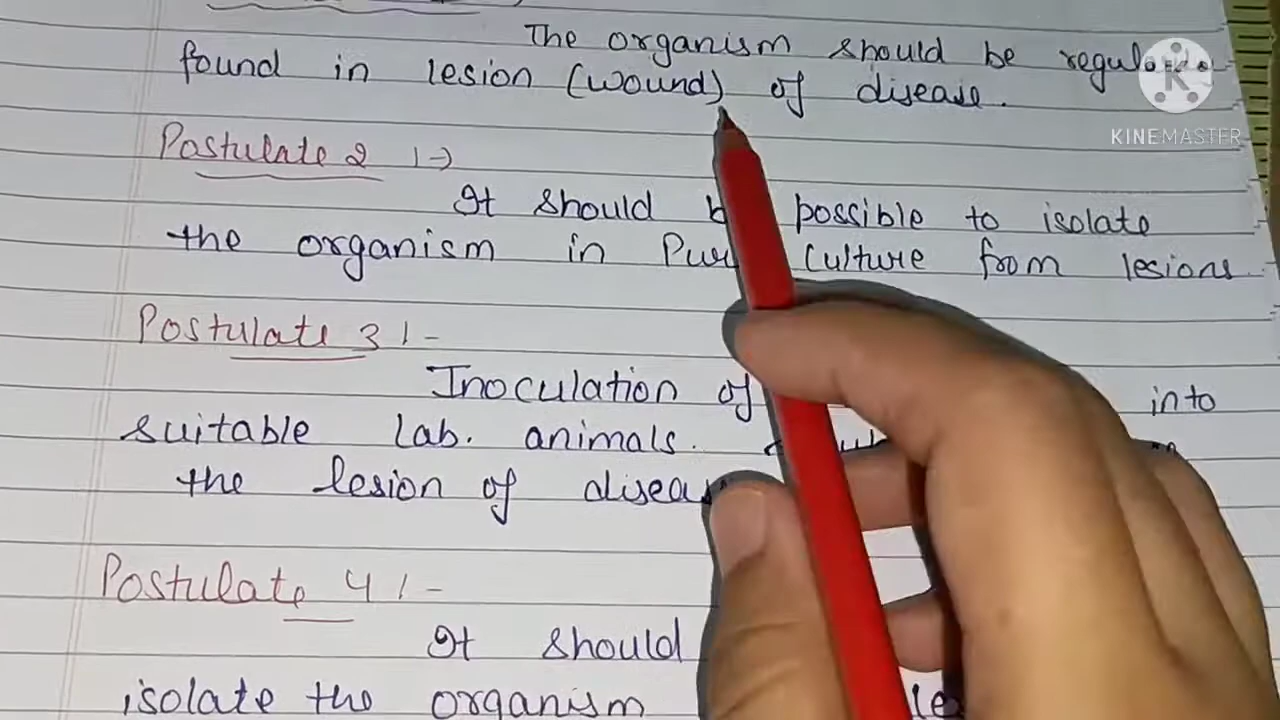 The organism should be
found in lesion (wound) of disease.
KINEMASTER
Postulate 2 :-
It should possible to isolate
the organism in culture from lesions
Postulate 3 :-
Inoculation of into
suitable lab. animals.
the lesion of
Postulate 4 :-
It should
isolate the organism